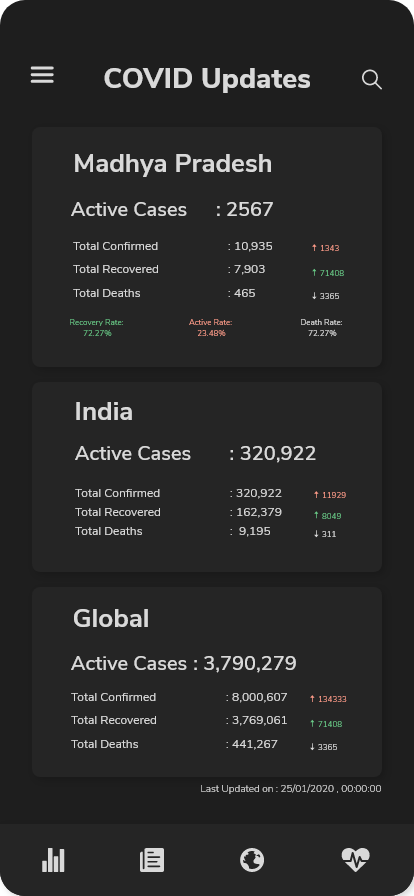 COVID Updates
Madhya Pradesh
Active Cases : 2567
Total Confirmed : 10,935 ↑ 1343
Total Recovered : 7,903 ↑ 71408
Total Deaths : 465 ↓ 3365
Recovery Rate: Active Rate: Death Rate:
72.27% 23.48% 72.27%
India
Active Cases : 320,922
Total Confirmed : 320,922 ↑ 11929
Total Recovered : 162,379 ↑ 8049
Total Deaths : 9,195 ↓ 311
Global
Active Cases : 3,790,279
Total Confirmed : 8,000,607 ↑ 134333
Total Recovered : 3,769,061 ↑ 71408
Total Deaths : 441,267 ↓ 3365
Last Updated on : 25/01/2020 , 00:00:00